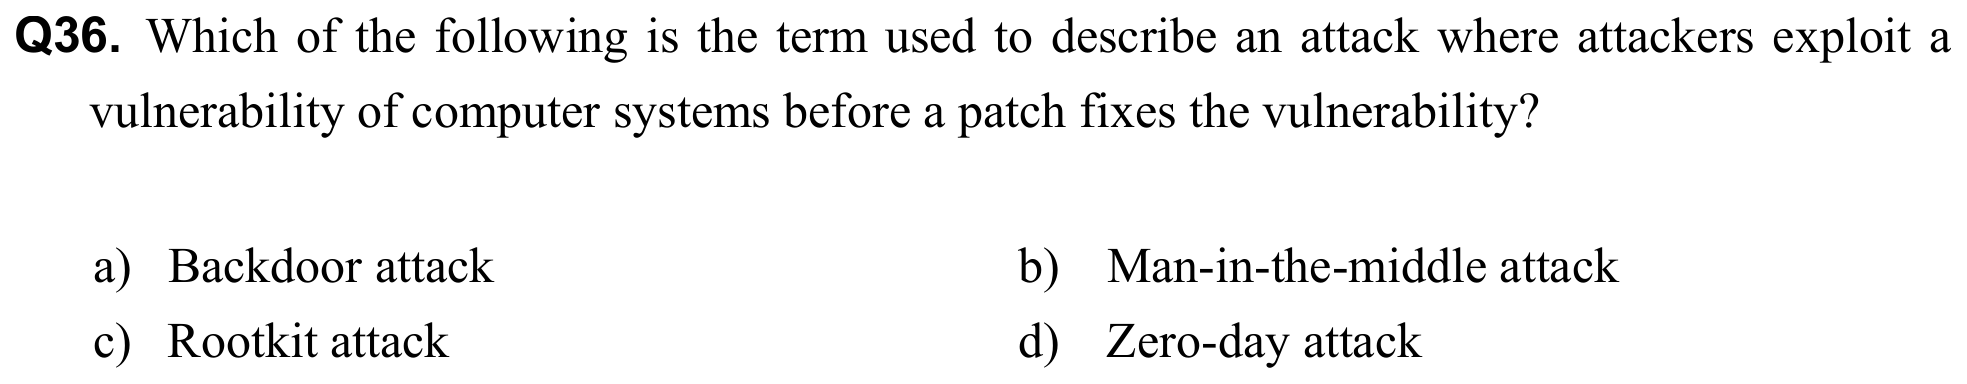 Q36. Which of the following is the term used to describe an attack where attackers exploit a
vulnerability of computer systems before a patch fixes the vulnerability?
a) Backdoor attack b) Man-in-the-middle attack
c) Rootkit attack d) Zero-day attack